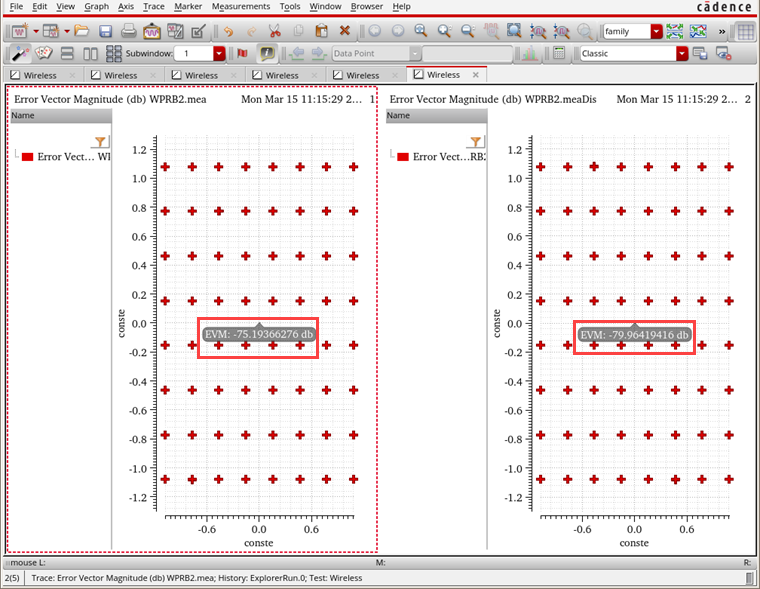 File Edit View Graph Axis Trace Marker Measurements Tools Window Browser Help
cādence
family
»
Subwindow: 1
Data Point
Classic
Wireless
Wireless
Wireless
Wireless
Wireless
Wireless
Error Vector Magnitude (db) WPRB2.mea Mon Mar 15 11:15:29 2... 1
Name
Error Vect... WI
1.2
1.0
0.8
0.6
0.4
0.2
0.0
-0.2
-0.4
-0.6
-0.8
-1.0
-1.2
conste
EVM: -75.19366276 db
-0.6 0.0 0.6
conste
Error Vector Magnitude (db) WPRB2.meaDis Mon Mar 15 11:15:29 2... 2
Name
Error Vect...RB2
1.2
1.0
0.8
0.6
0.4
0.2
0.0
-0.2
-0.4
-0.6
-0.8
-1.0
-1.2
conste
EVM: -79.96419416 db
-0.6 0.0 0.6
conste
mouse L: M: R:
2(5) Trace: Error Vector Magnitude (db) WPRB2.mea; History: ExplorerRun.0; Test: Wireless